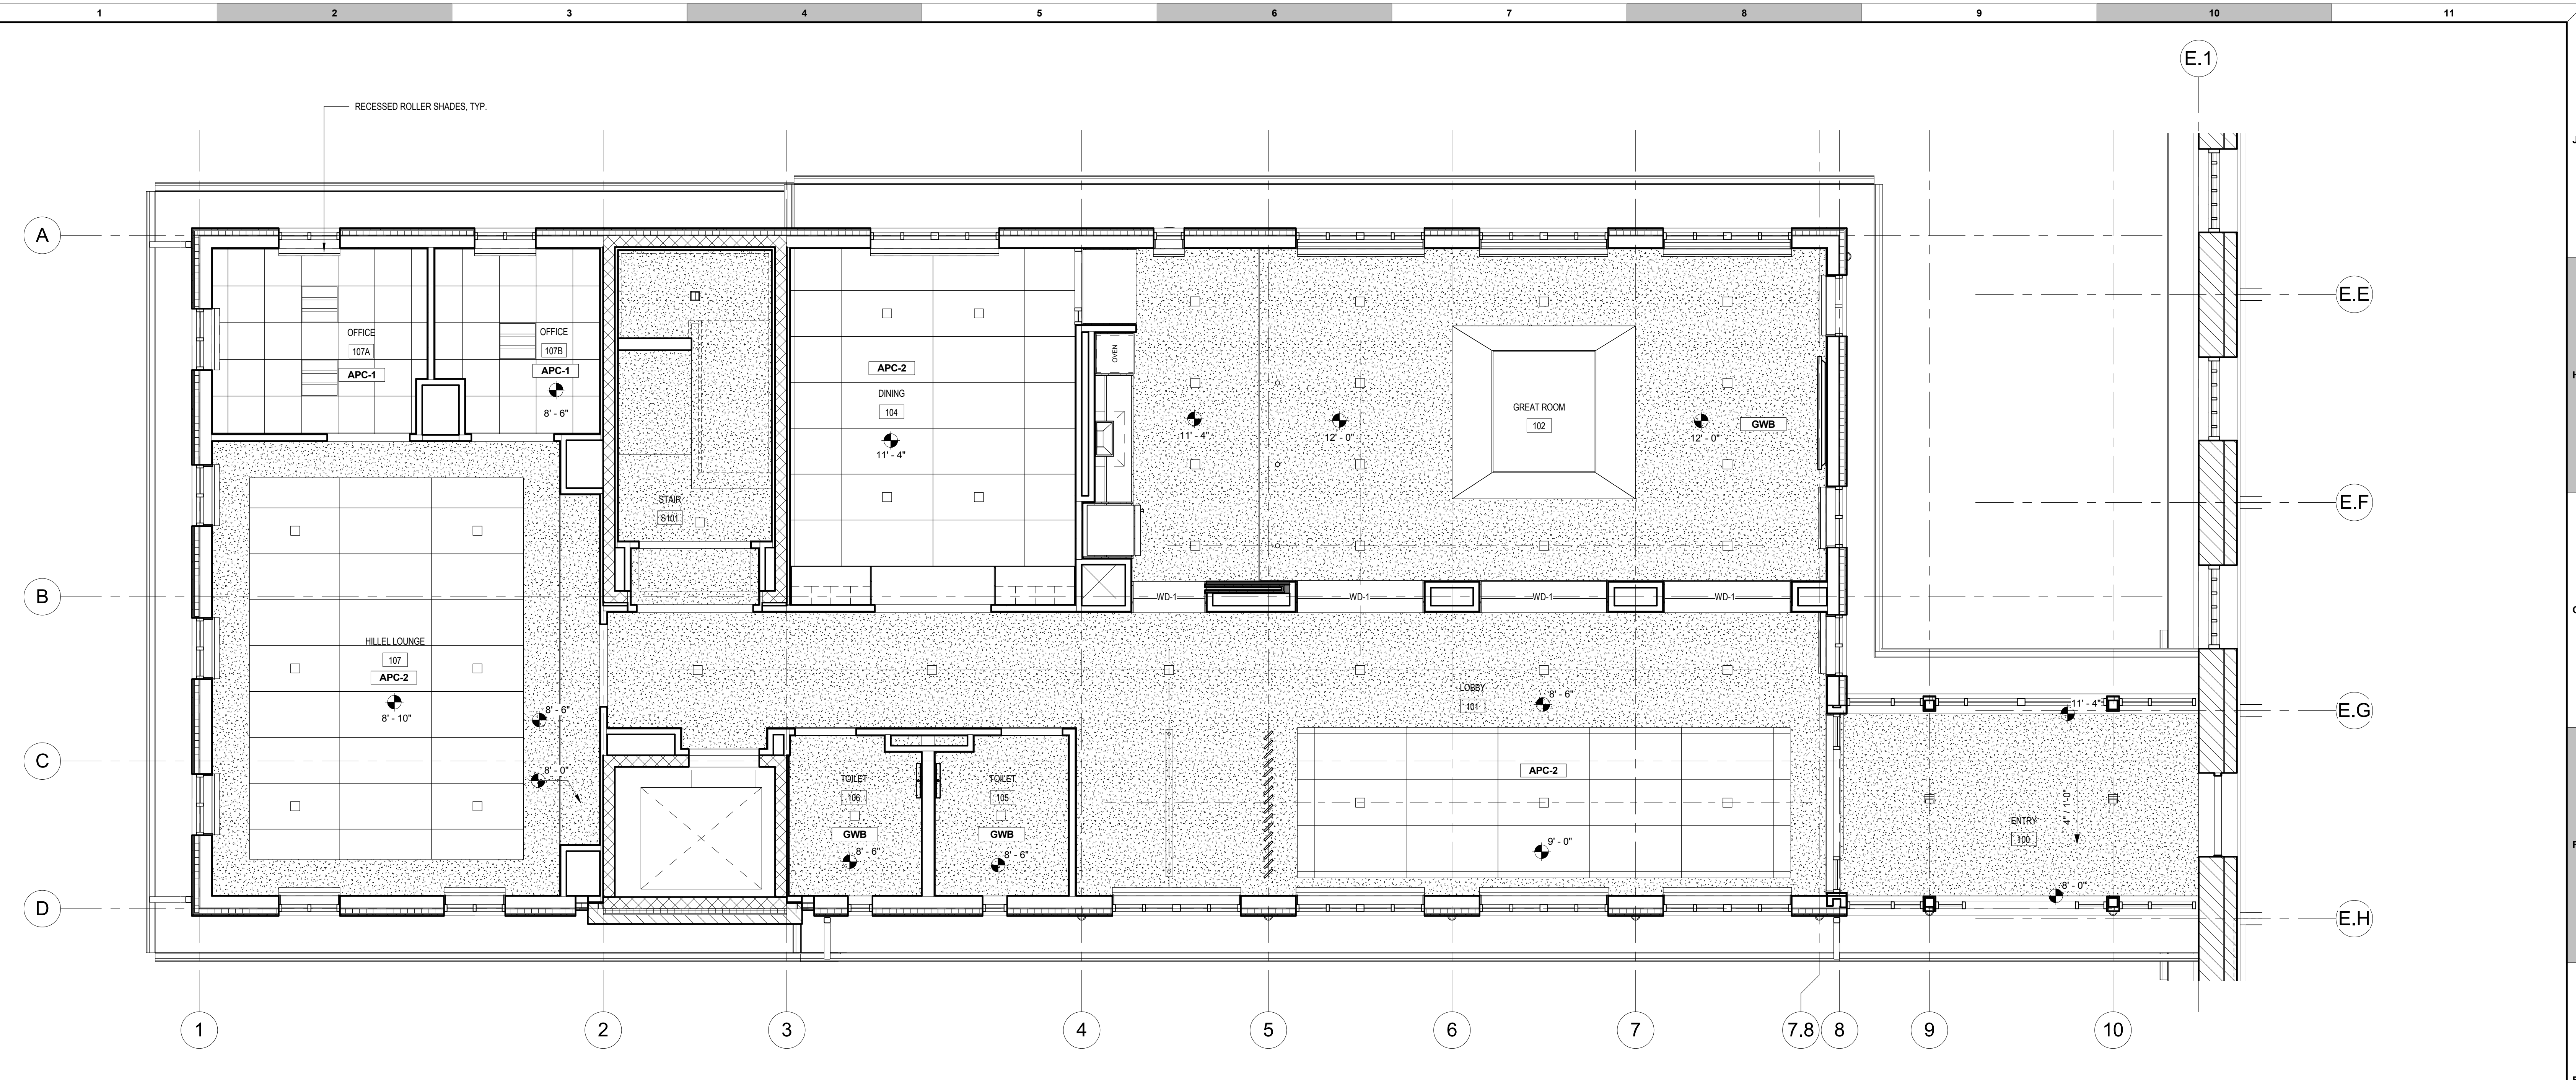 1 2 3 4 5 6 7 8 9 10 11
E.1
RECESSED ROLLER SHADES, TYP.
A
E.E
OFFICE
107A
APC-1
OFFICE
107B
APC-1
8' - 6"
OVEN
APC-2
DINING
104
11' - 4"
11' - 4"
12' - 0"
GREAT ROOM
102
12' - 0"
GWB
H
STAIR
S101
E.F
B
WD-1
WD-1
WD-1
WD-1
HILLEL LOUNGE
107
APC-2
8' - 10"
8' - 6"
8' - 0"
LOBBY
101
8' - 6"
11' - 4"
E.G
C
TOILET
106
GWB
8' - 6"
TOILET
105
GWB
8' - 6"
APC-2
9' - 0"
4" / 1'-0"
ENTRY
100
8' - 0"
F
D
E.H
1 2 3 4 5 6 7 7.8 8 9 10